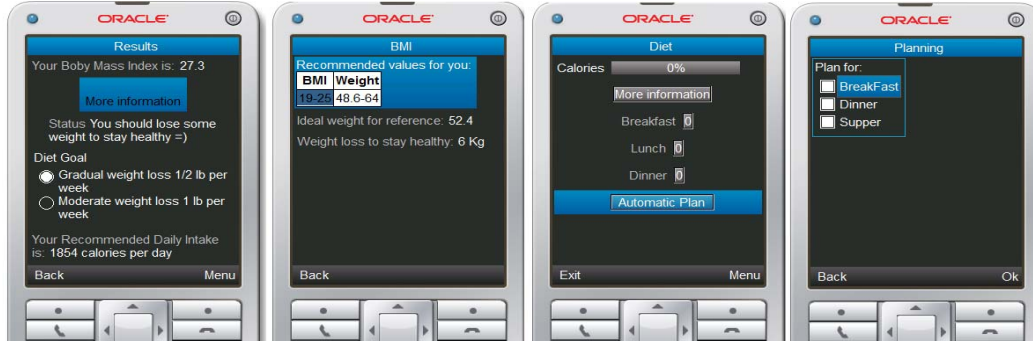 ORACLE
Results
Your Boby Mass Index is: 27.3
More information
Status You should lose some
weight to stay healthy =)
Diet Goal
Gradual weight loss 1/2 lb per
week
Moderate weight loss 1 lb per
week
Your Recommended Daily Intake
is: 1854 calories per day
Back Menu
ORACLE
BMI
Recommended values for you:
BMI Weight
19-25 48.6-64
Ideal weight for reference: 52.4
Weight loss to stay healthy: 6 Kg
Back
ORACLE
Diet
Calories 0%
More information
Breakfast 0
Lunch 0
Dinner 0
Automatic Plan
Exit Menu
ORACLE
Planning
Plan for:
BreakFast
Dinner
Supper
Back Ok